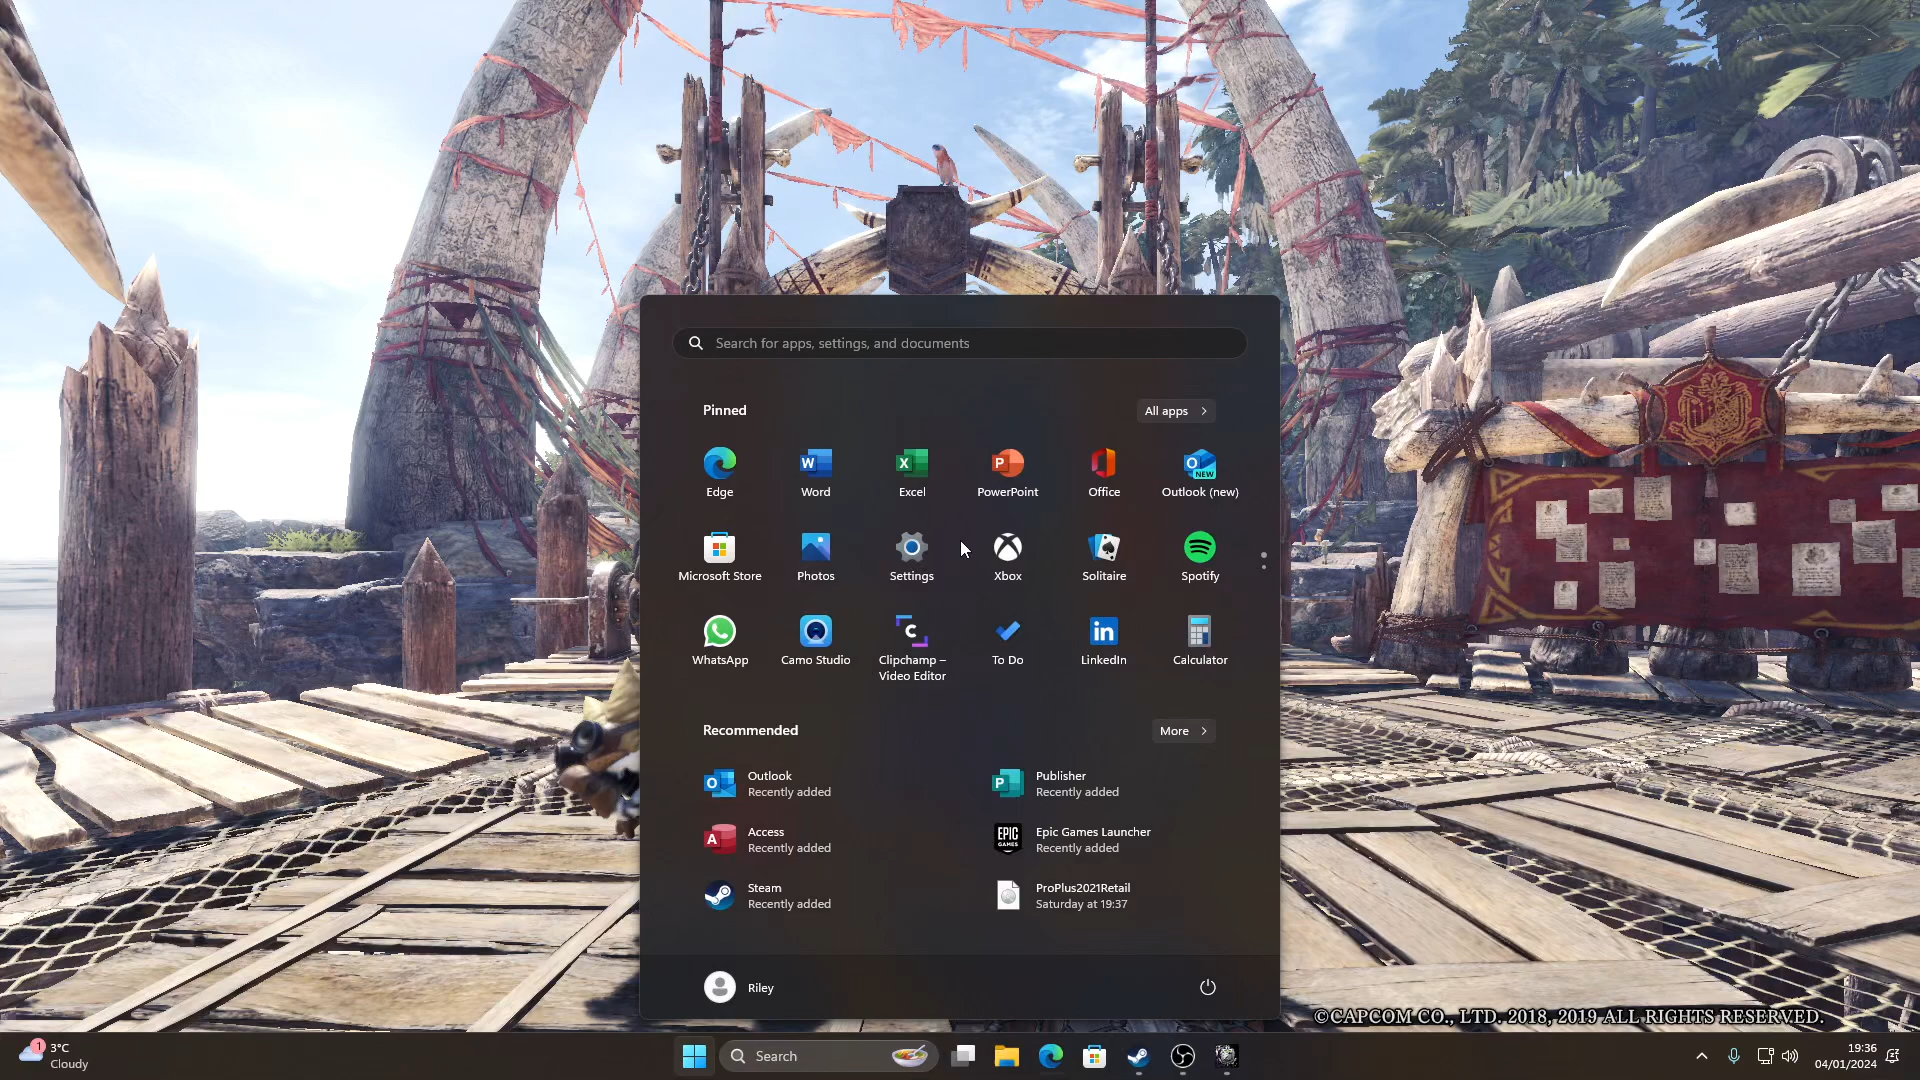 Search for apps, settings, and documents
Pinned
All apps
Edge
Word
Excel
PowerPoint
Office
Outlook (new)
Microsoft Store
Photos
Settings
Xbox
Solitaire
Spotify
WhatsApp
Camo Studio
Clipchamp –
Video Editor
To Do
LinkedIn
Calculator
Recommended
More
Outlook
Recently added
Publisher
Recently added
Access
Recently added
EPIC
GAMES
Epic Games Launcher
Recently added
Steam
Recently added
ProPlus2021Retail
Saturday at 19:37
Riley
©CAPCOM CO., LTD. 2018, 2019 ALL RIGHTS RESERVED.
1
3°C
Cloudy
Search
19:36
04/01/2024